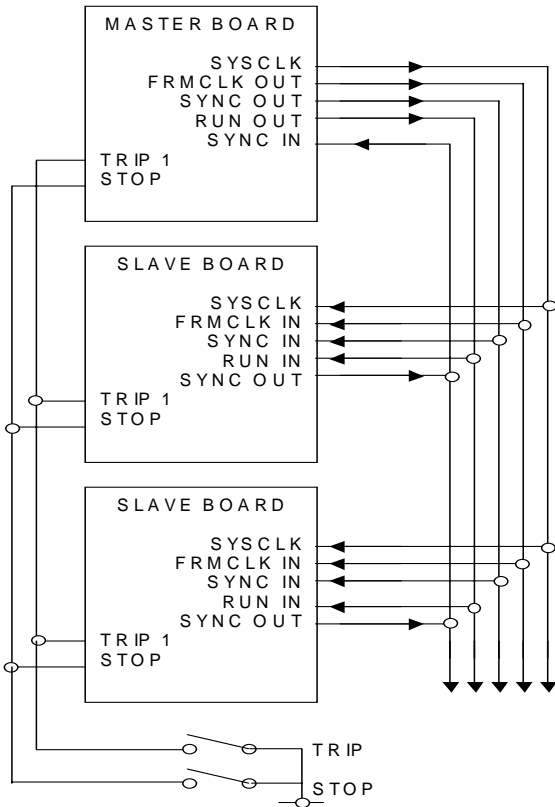 MASTER BOARD
SYSCLK
FRMCLK OUT
SYNC OUT
RUN OUT
SYNC IN
TRIP 1
STOP
SLAVE BOARD
SYSCLK
FRMCLK IN
SYNC IN
RUN IN
SYNC OUT
TRIP 1
STOP
SLAVE BOARD
SYSCLK
FRMCLK IN
SYNC IN
RUN IN
SYNC OUT
TRIP 1
STOP
TRIP
STOP